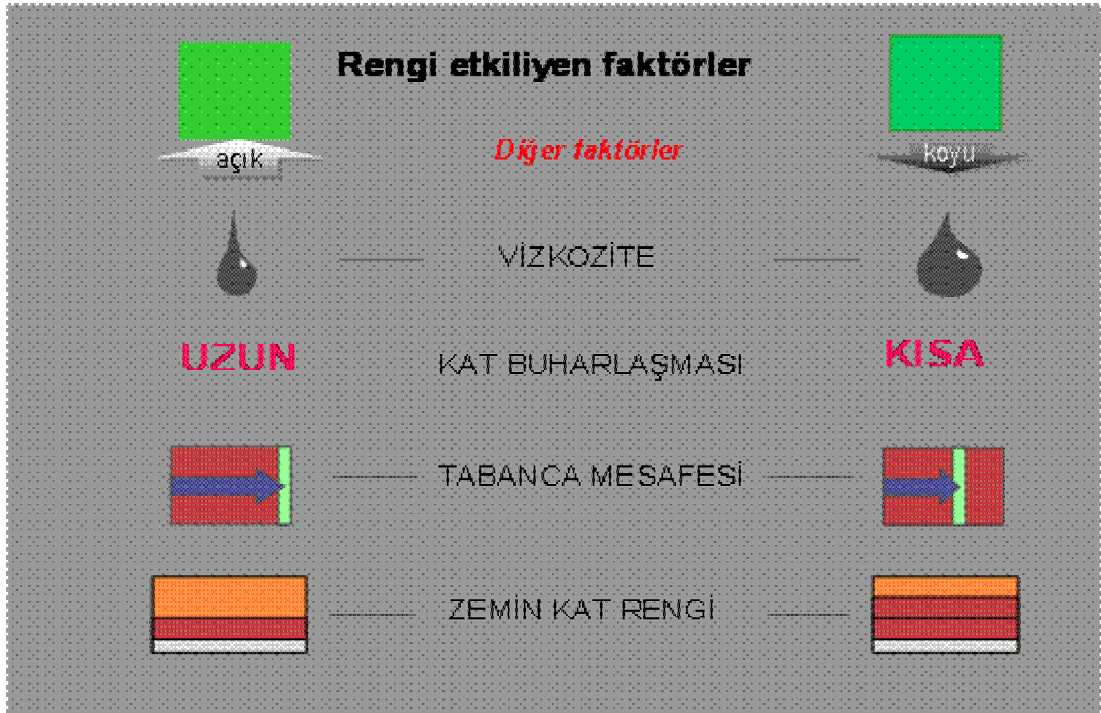 Rengi etkiliyen faktörler
açık
Diğer faktörler
koyu
VİZKOZİTE
UZUN
KAT BUHARLAŞMASI
KISA
TABANCA MESAFESİ
ZEMİN KAT RENGİ